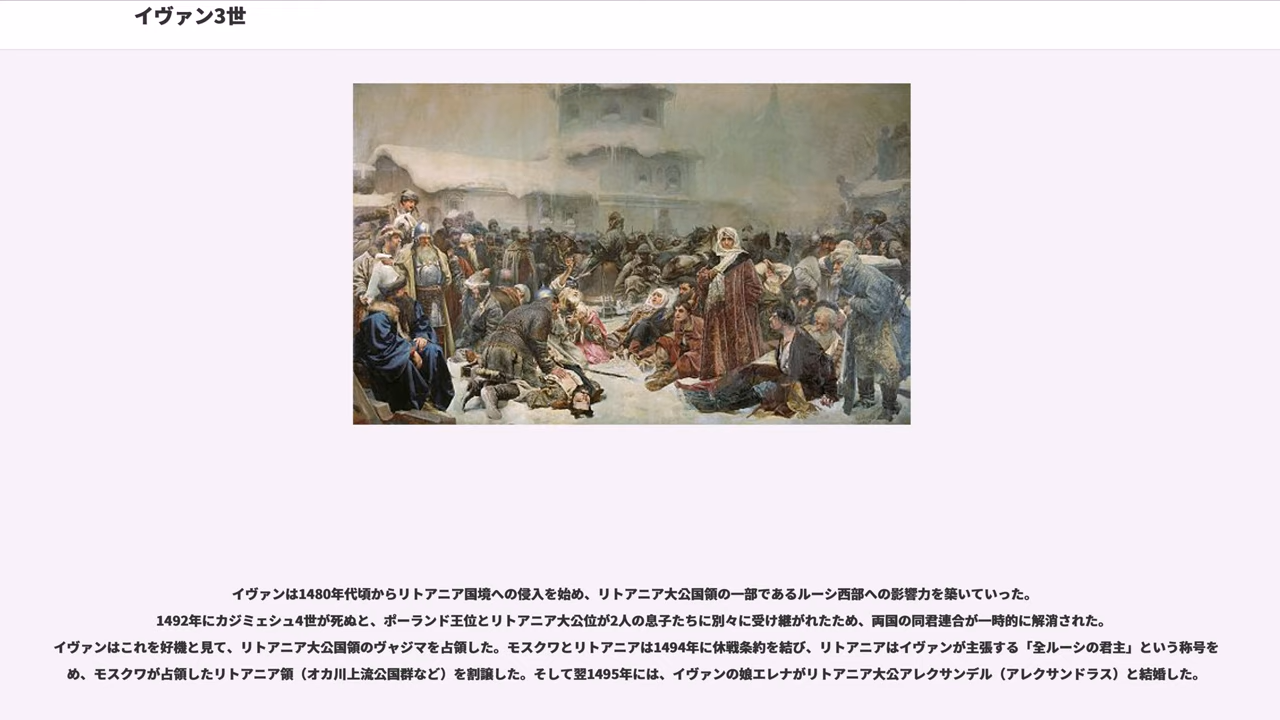 イヴァン3世
イヴァンは1480年代頃からリトアニア国境への侵入を始め、リトアニア大公国領の一部であるルーシ西部への影響力を築いていった。
1492年にカジミェシュ4世が死ぬと、ポーランド王位とリトアニア大公位が2人の息子たちに別々に受け継がれたため、両国の同君連合が一時的に解消された。
イヴァンはこれを好機と見て、リトアニア大公国領のヴャジマを占領した。モスクワとリトアニアは1494年に休戦条約を結び、リトアニアはイヴァンが主張する「全ルーシの君主」という称号を
め、モスクワが占領したリトアニア領（オカ川上流公国群など）を割譲した。そして翌1495年には、イヴァンの娘エレナがリトアニア大公アレクサンデル（アレクサンドラス）と結婚した。